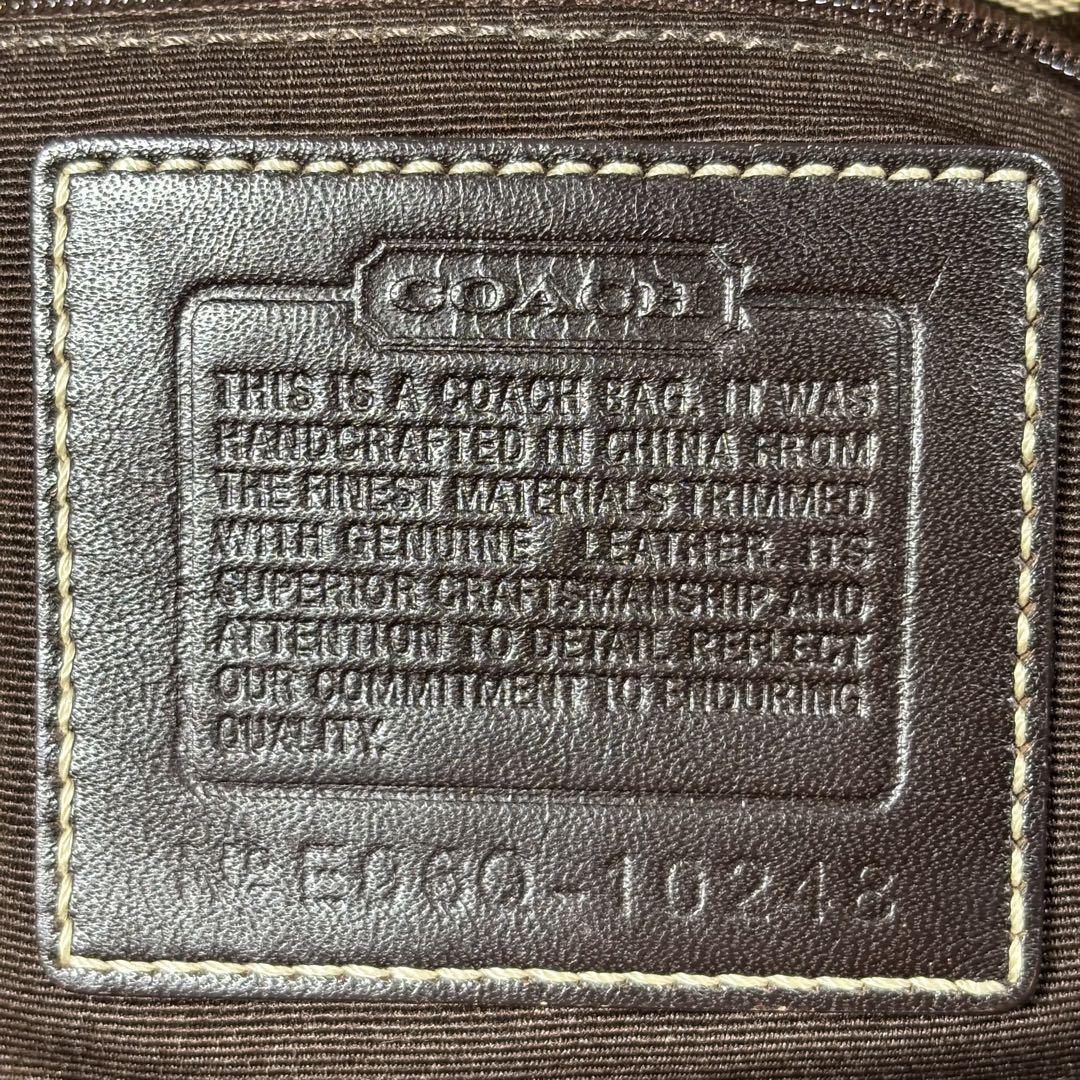 COACH
THIS IS A COACH BAG. IT WAS
HANDCRAFTED IN CHINA FROM
THE FINEST MATERIALS TRIMMED
WITH GENUINE LEATHER. ITS
SUPERIOR CRAFTSMANSHIP AND
ATTENTION TO DETAIL REFLECT
OUR COMMITMENT TO ENDURING
QUALITY.